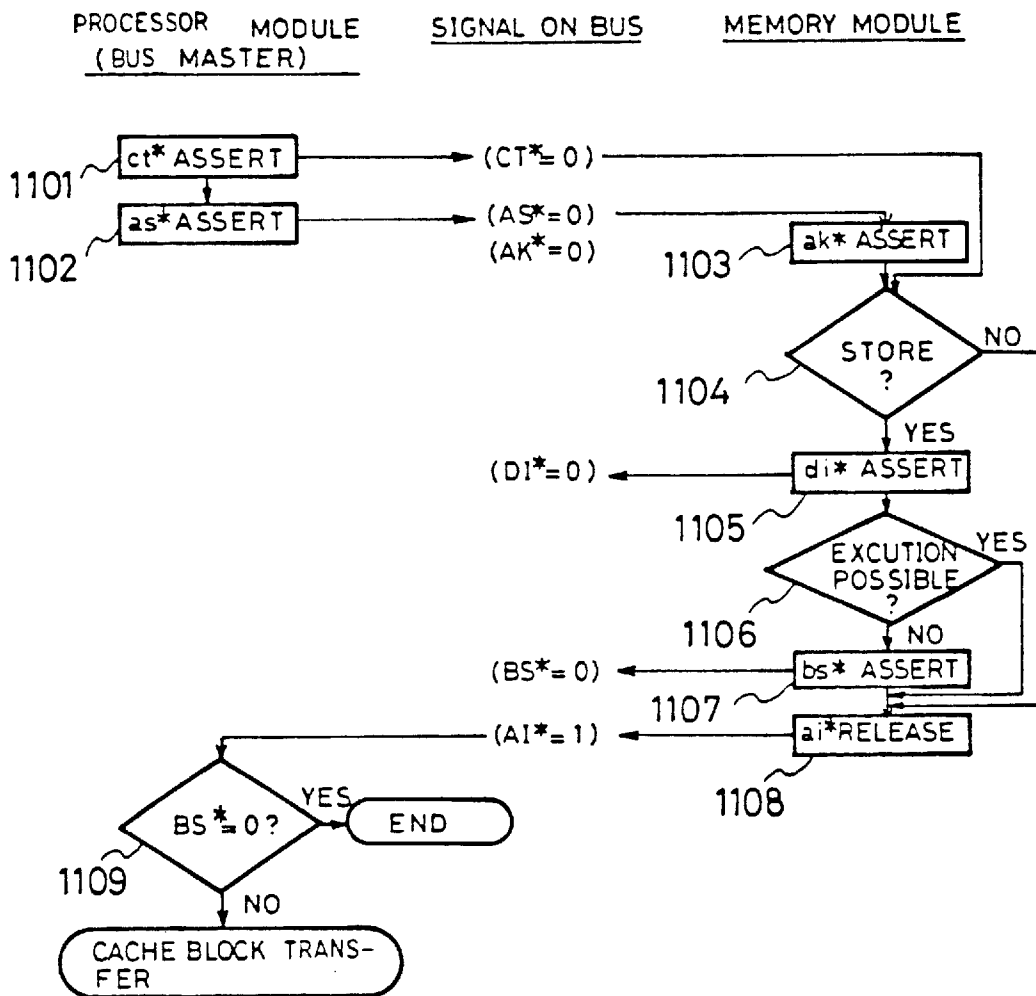 PROCESSOR MODULE
(BUS MASTER)
SIGNAL ON BUS
MEMORY MODULE
ct* ASSERT
1101
(CT*=0)
as* ASSERT
1102
(AS*=0)
(AK*=0)
ak* ASSERT
1103
STORE
?
1104
NO
YES
(DI*=0)
di* ASSERT
1105
EXCUTION
POSSIBLE
?
1106
YES
NO
(BS*=0)
bs* ASSERT
1107
(AI*=1)
ai*RELEASE
1108
BS*=0?
1109
YES
END
NO
CACHE BLOCK TRANS-
FER